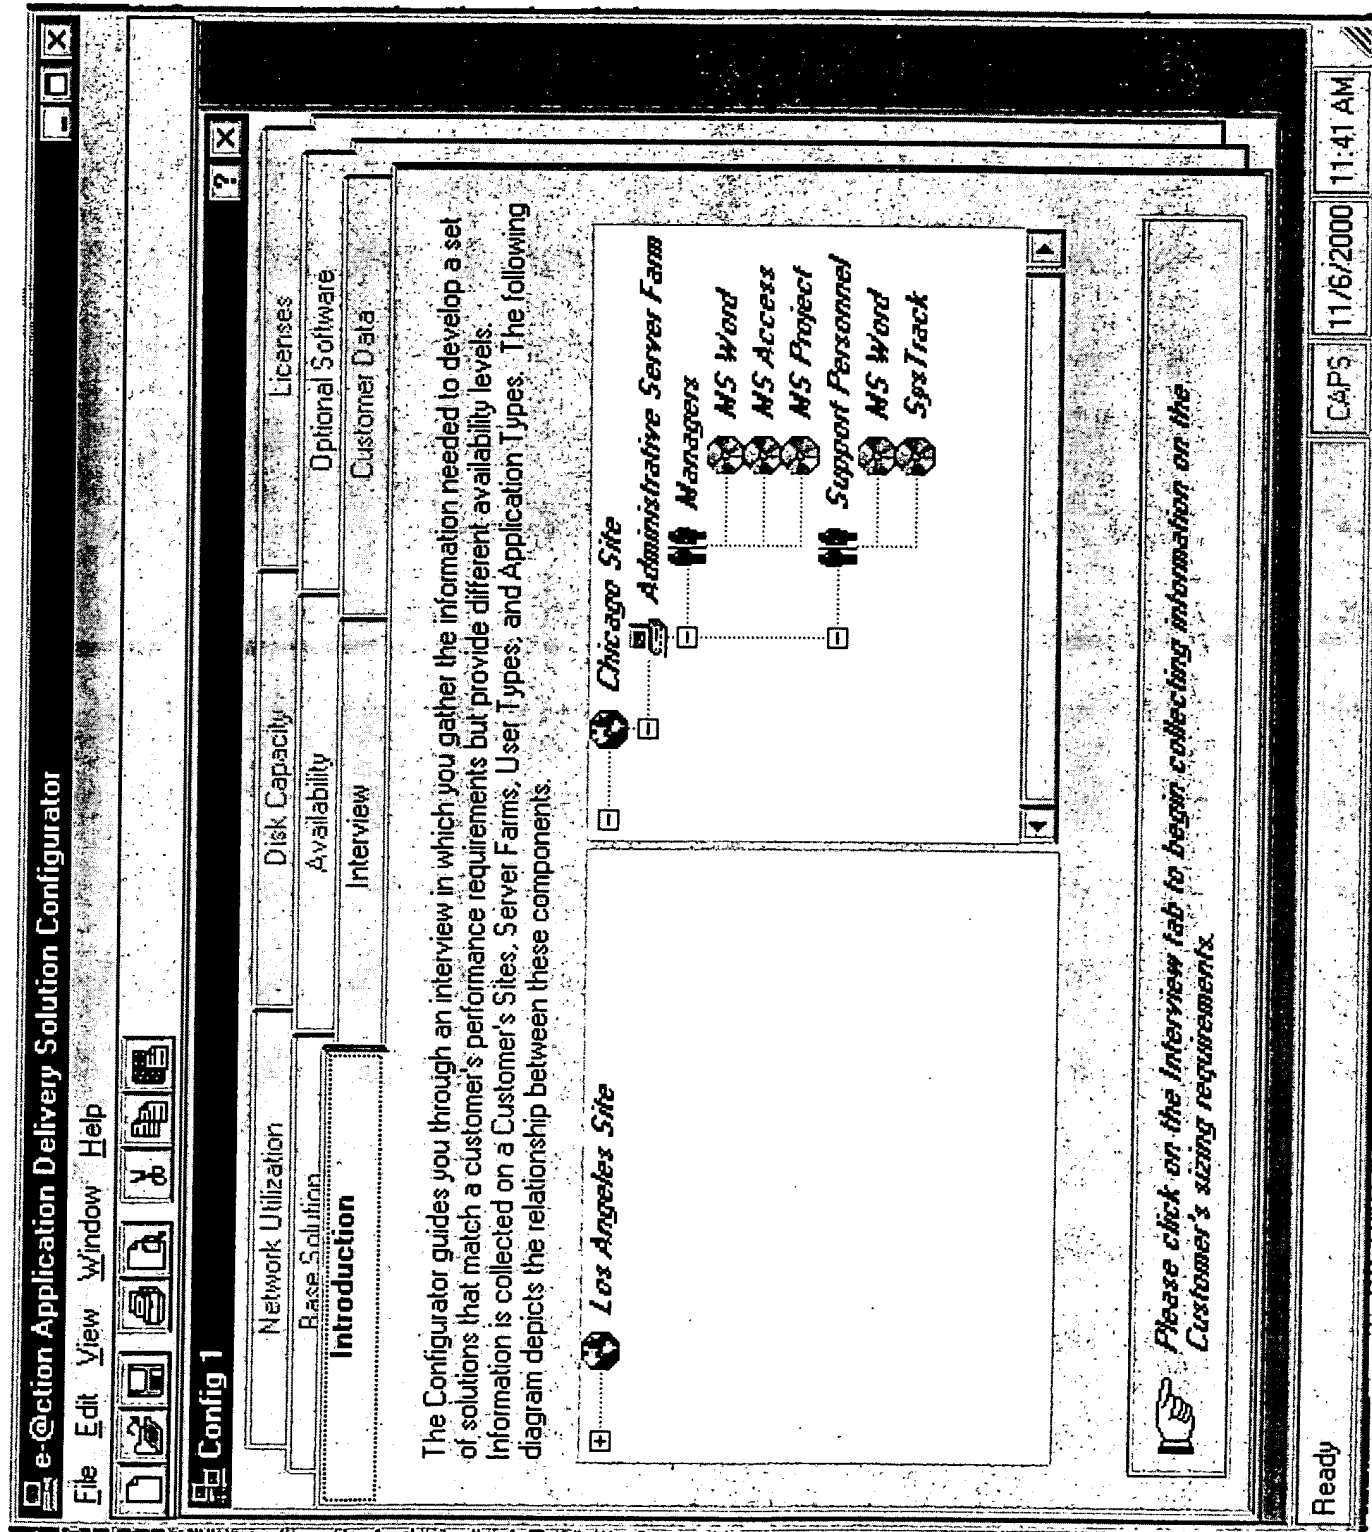 e-@ction Application Delivery Solution Configurator
File Edit View Window Help
Config 1
Network Utilization Disk Capacity Licenses
Base Solution Availability Optional Software
Introduction Interview Customer Data
The Configurator guides you through an interview in which you gather the information needed to develop a set
of solutions that match a customer's performance requirements but provide different availability levels.
Information is collected on a Customer's Sites, Server Farms, User Types, and Application Types. The following
diagram depicts the relationship between these components.
Los Angeles Site
Chicago Site
Administrative Server Farm
Managers
MS Word
MS Access
MS Project
Support Personnel
MS Word
SysTrack
Please click on the Interview tab to begin collecting information on the
Customer's sizing requirements.
Ready CAPS 11/6/2000 11:41 AM